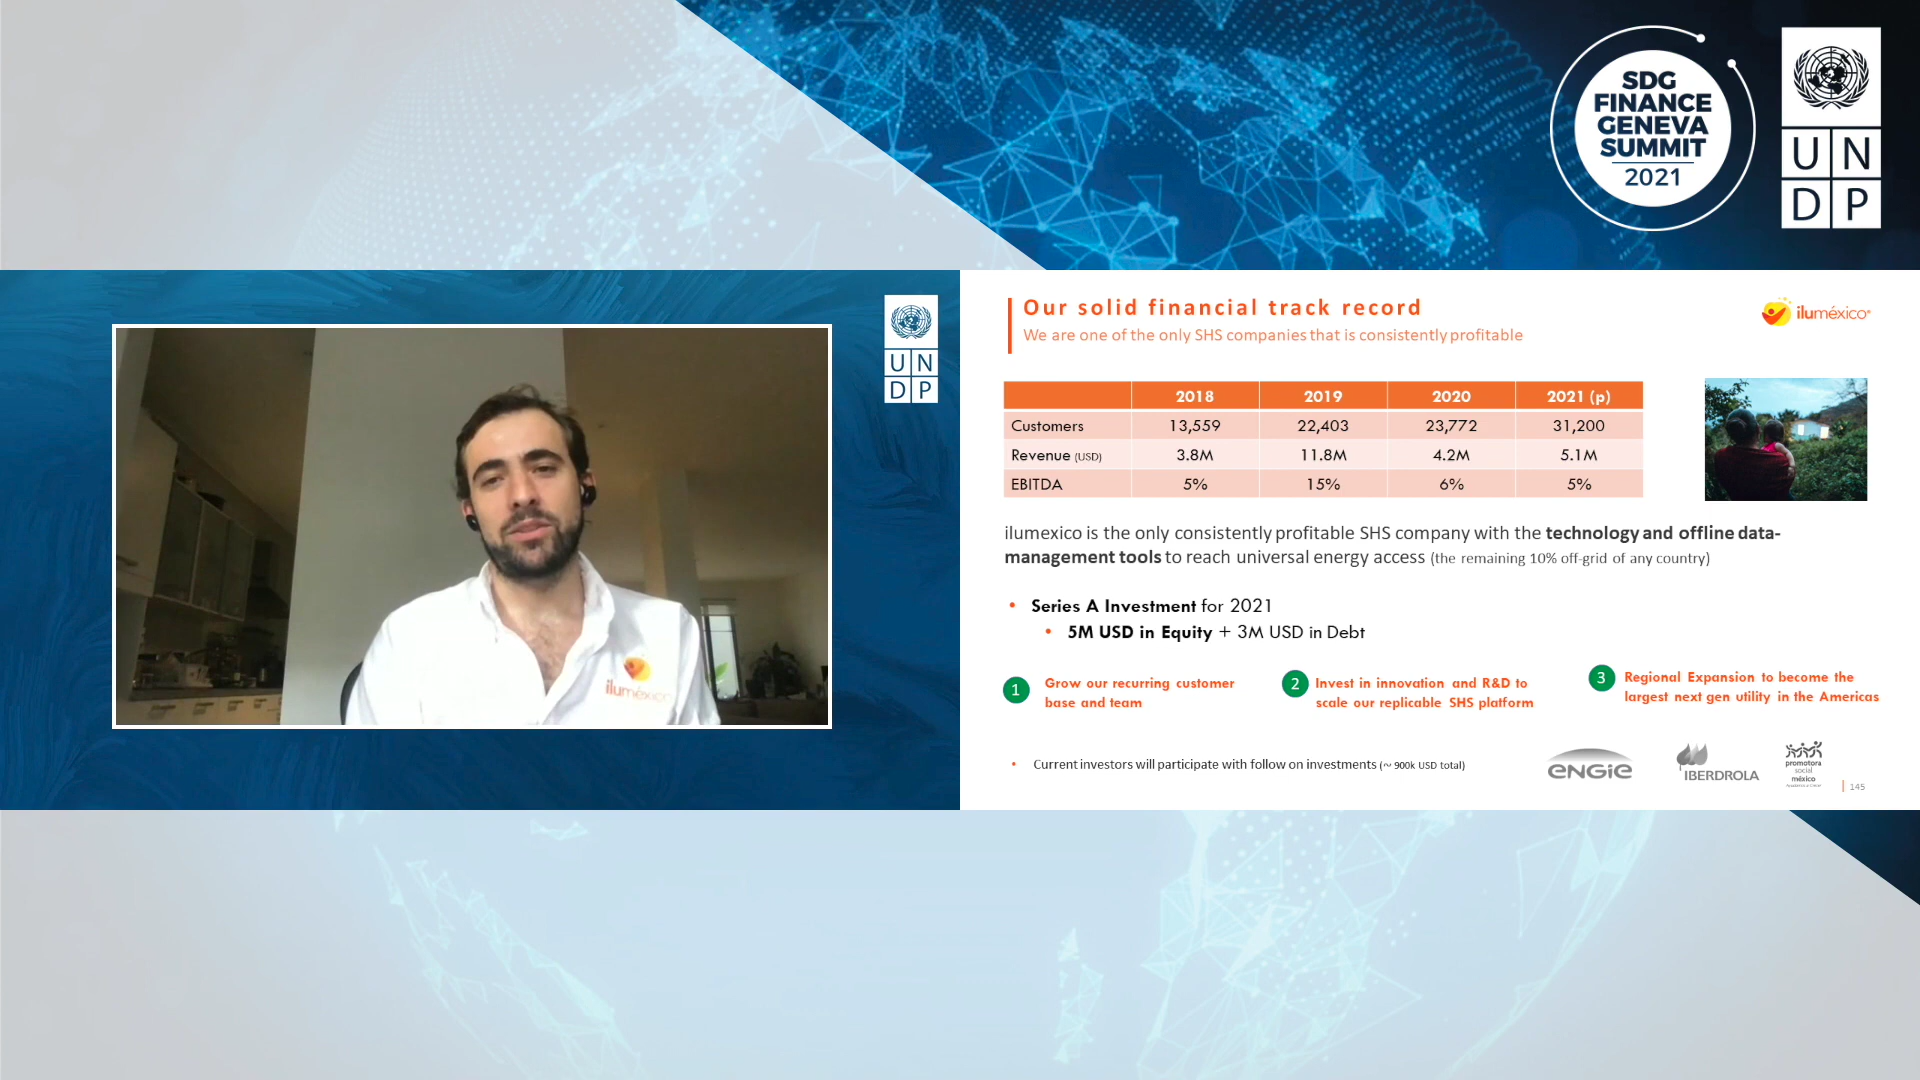 SDG
FINANCE
GENEVA
SUMMIT
2021
U N
D P
U N
D P
ilumexico
Our solid financial track record
We are one of the only SHS companies that is consistently profitable
iluméxico
2018 2019 2020 2021 (p)
Customers 13,559 22,403 23,772 31,200
Revenue (USD) 3.8M 11.8M 4.2M 5.1M
EBITDA 5% 15% 6% 5%
ilumexico is the only consistently profitable SHS company with the technology and offline data-
management tools to reach universal energy access (the remaining 10% off-grid of any country)
• Series A Investment for 2021
• 5M USD in Equity + 3M USD in Debt
1 Grow our recurring customer
base and team
2 Invest in innovation and R&D to
scale our replicable SHS platform
3 Regional Expansion to become the
largest next gen utility in the Americas
• Current investors will participate with follow on investments (~ 900k USD total)
ENGIE
IBERDROLA
promotora
social
méxico
145